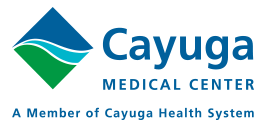 Cayuga
MEDICAL CENTER
A Member of Cayuga Health System